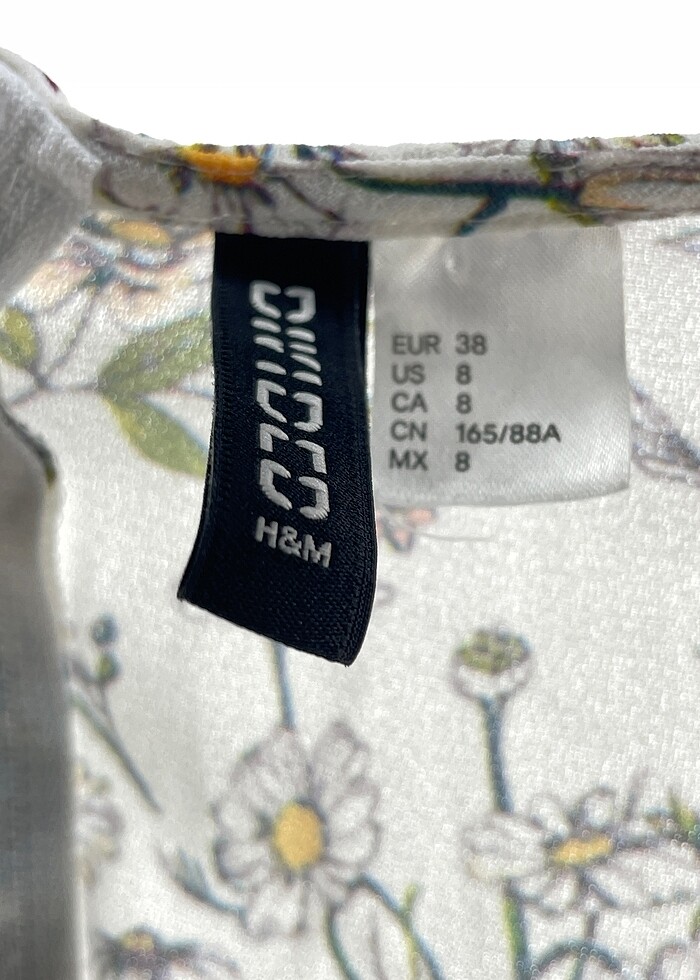 DIVIDED
H&M
EUR 38
US 8
CA 8
CN 165/88A
MX 8